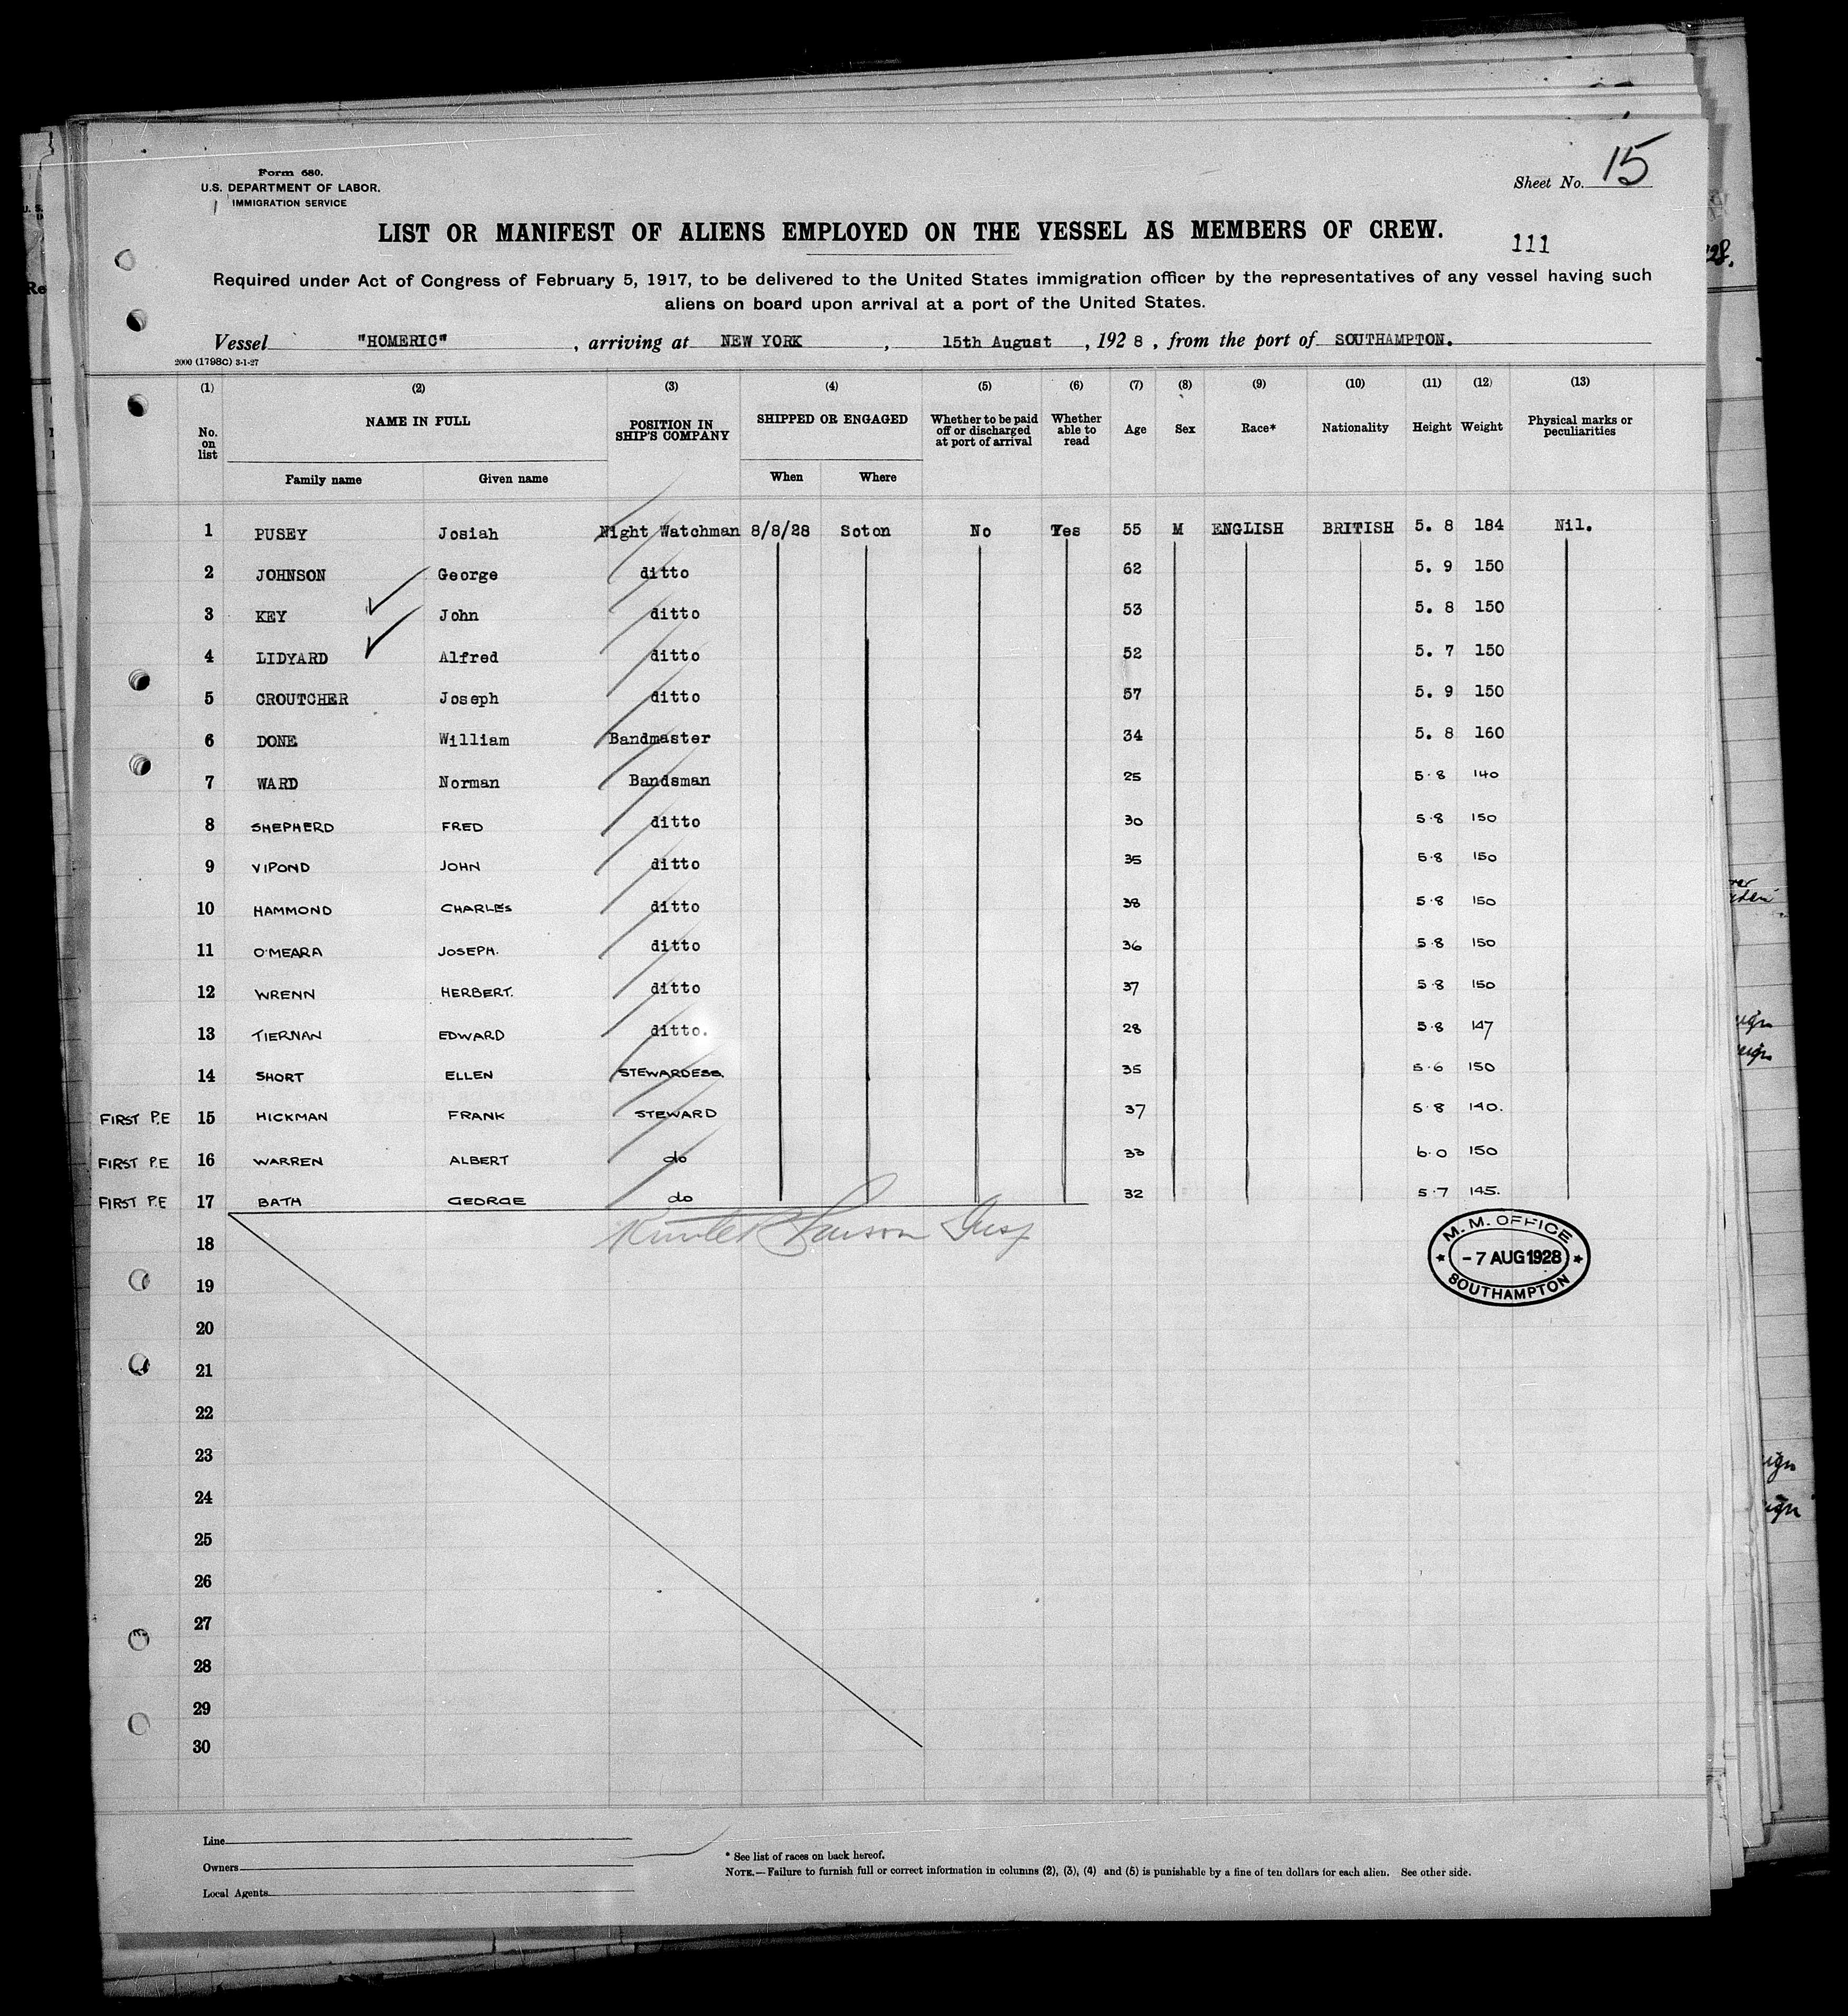 Form 680.
U.S. DEPARTMENT OF LABOR.
IMMIGRATION SERVICE
Sheet No. 15
LIST OR MANIFEST OF ALIENS EMPLOYED ON THE VESSEL AS MEMBERS OF CREW.
111
Required under Act of Congress of February 5, 1917, to be delivered to the United States immigration officer by the representatives of any vessel having such
aliens on board upon arrival at a port of the United States.
Vessel "HOMERIC", arriving at NEW YORK, 15th August, 1928, from the port of SOUTHAMPTON.
2000 (1798C) 3-1-27
(1) (2) (3) (4) (5) (6) (7) (8) (9) (10) (11) (12) (13)
No. on list NAME IN FULL POSITION IN SHIP'S COMPANY SHIPPED OR ENGAGED Whether to be paid off or discharged at port of arrival Whether able to read Age Sex Race* Nationality Height Weight Physical marks or peculiarities
Family name Given name When Where
1 PUSEY Josiah Night Watchman 8/8/28 Soton No Yes 55 M ENGLISH BRITISH 5. 8 184 Nil.
2 JOHNSON George ditto 62 5. 9 150
3 KEY John ditto 53 5. 8 150
4 LIDYARD Alfred ditto 52 5. 7 150
5 CROUTCHER Joseph ditto 57 5. 9 150
6 DONE William Bandmaster 34 5. 8 160
7 WARD Norman Bandsman 25 5·8 140
8 SHEPHERD FRED ditto 30 5·8 150
9 VIPOND JOHN ditto 35 5·8 150
10 HAMMOND CHARLES ditto 38 5·8 150
11 O'MEARA JOSEPH. ditto 36 5·8 150
12 WRENN HERBERT. ditto 37 5·8 150
13 TIERNAN EDWARD ditto. 28 5·8 147
14 SHORT ELLEN STEWARDESS. 35 5·6 150
FIRST P.E 15 HICKMAN FRANK STEWARD 37 5·8 140.
FIRST P.E 16 WARREN ALBERT do 33 6·0 150
FIRST P.E 17 BATH GEORGE do 32 5·7 145.
18
19
20
21
22
23
24
25
26
27
28
29
30
M. M. OFFICE
- 7 AUG 1928
SOUTHAMPTON
Line
Owners
Local Agents
* See list of races on back hereof.
NOTE.—Failure to furnish full or correct information in columns (2), (3), (4) and (5) is punishable by a fine of ten dollars for each alien. See other side.